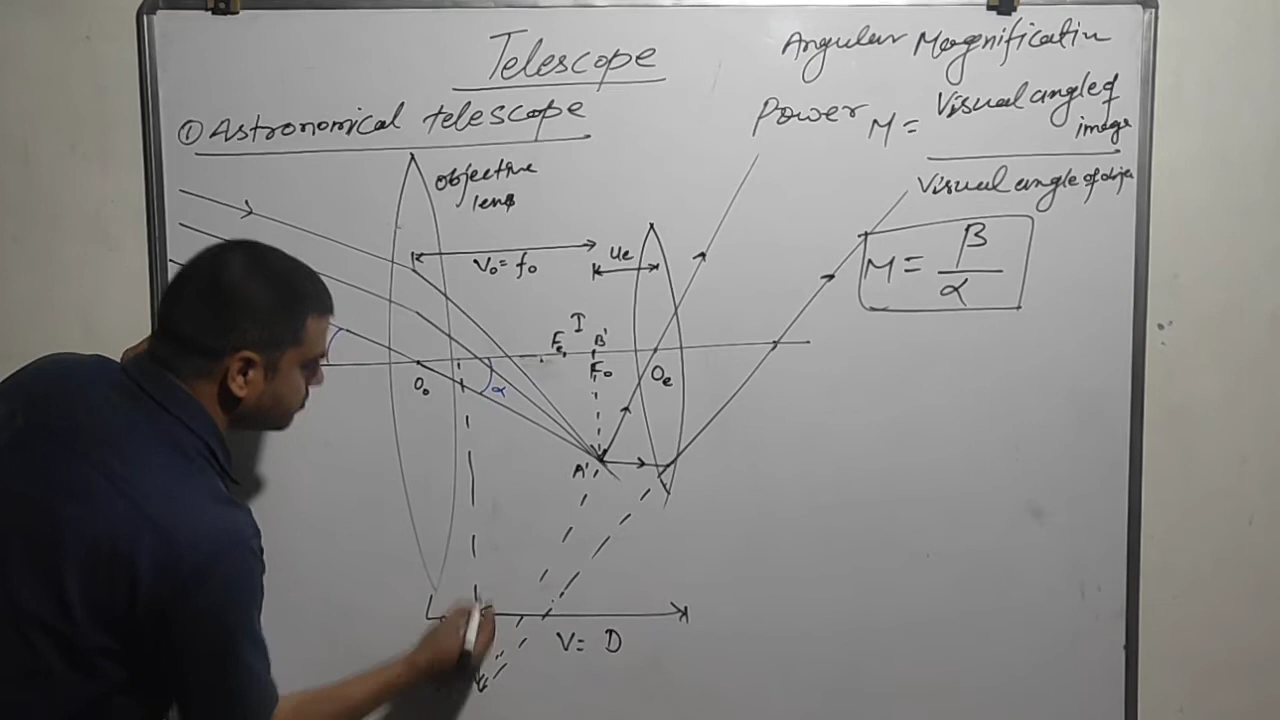 Telescope
① Astronomical telescope
Angular Magnification
Power M = Visual angle of image
Visual angle of obje
M = β
α
objective
lens
V₀ = f₀
ue
I
Fe
B'
F₀
O₀
α
Oe
A'
V = D